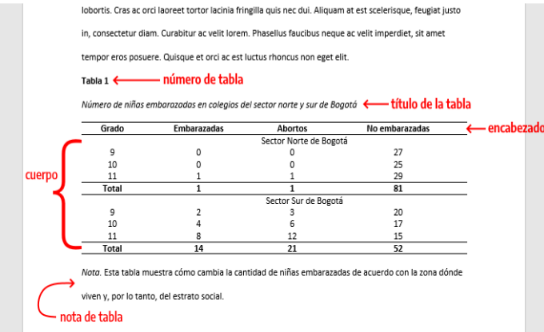 lobortis. Cras ac orci laoreet tortor lacinia fringilla quis nec dui. Aliquam at est scelerisque, feugiat justo
in, consectetur diam. Curabitur ac velit lorem. Phasellus faucibus neque ac velit imperdiet, sit amet
tempor eros posuere. Quisque et orci ac est luctus rhoncus non eget elit.
Tabla 1 número de tabla
Número de niñas embarazadas en colegios del sector norte y sur de Bogotá título de la tabla
Grado Embarazadas Abortos No embarazadas encabezado
Sector Norte de Bogotá
9 0 0 27
10 0 0 25
11 1 1 29
Total 1 1 81
cuerpo
Sector Sur de Bogotá
9 2 3 20
10 4 6 17
11 8 12 15
Total 14 21 52
Nota. Esta tabla muestra cómo cambia la cantidad de niñas embarazadas de acuerdo con la zona dónde
viven y, por lo tanto, del estrato social.
nota de tabla